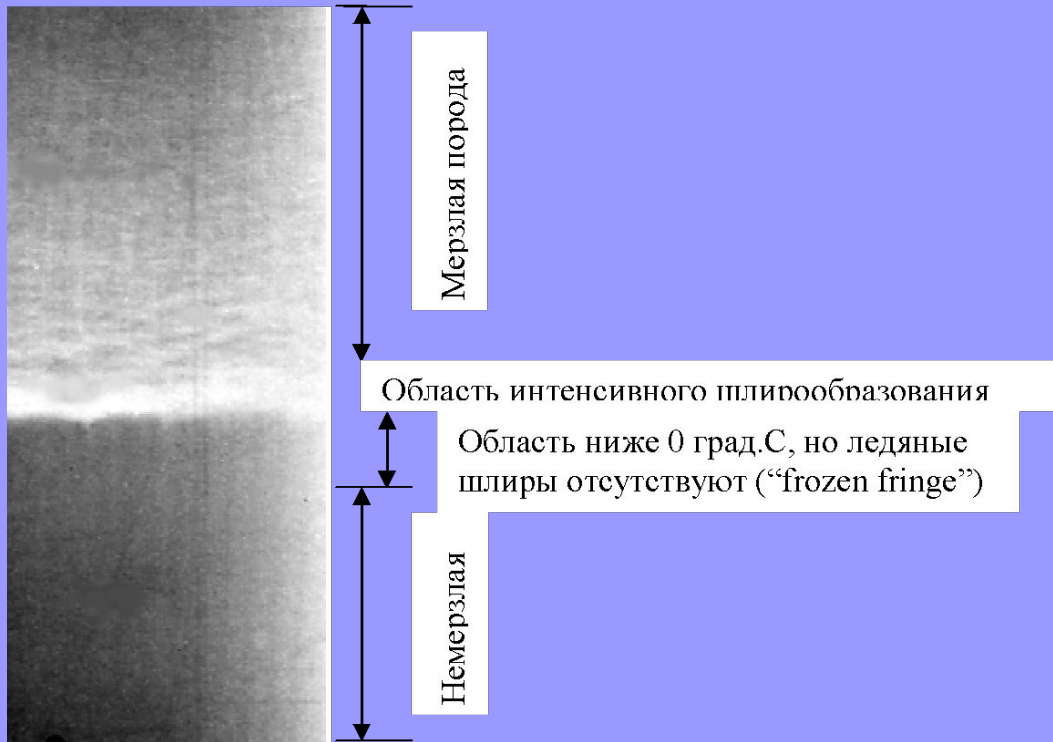 Мерзлая порода
Область интенсивного шлирообразования
Область ниже 0 град.С, но ледяные
шлиры отсутствуют (“frozen fringe”)
Немерзлая